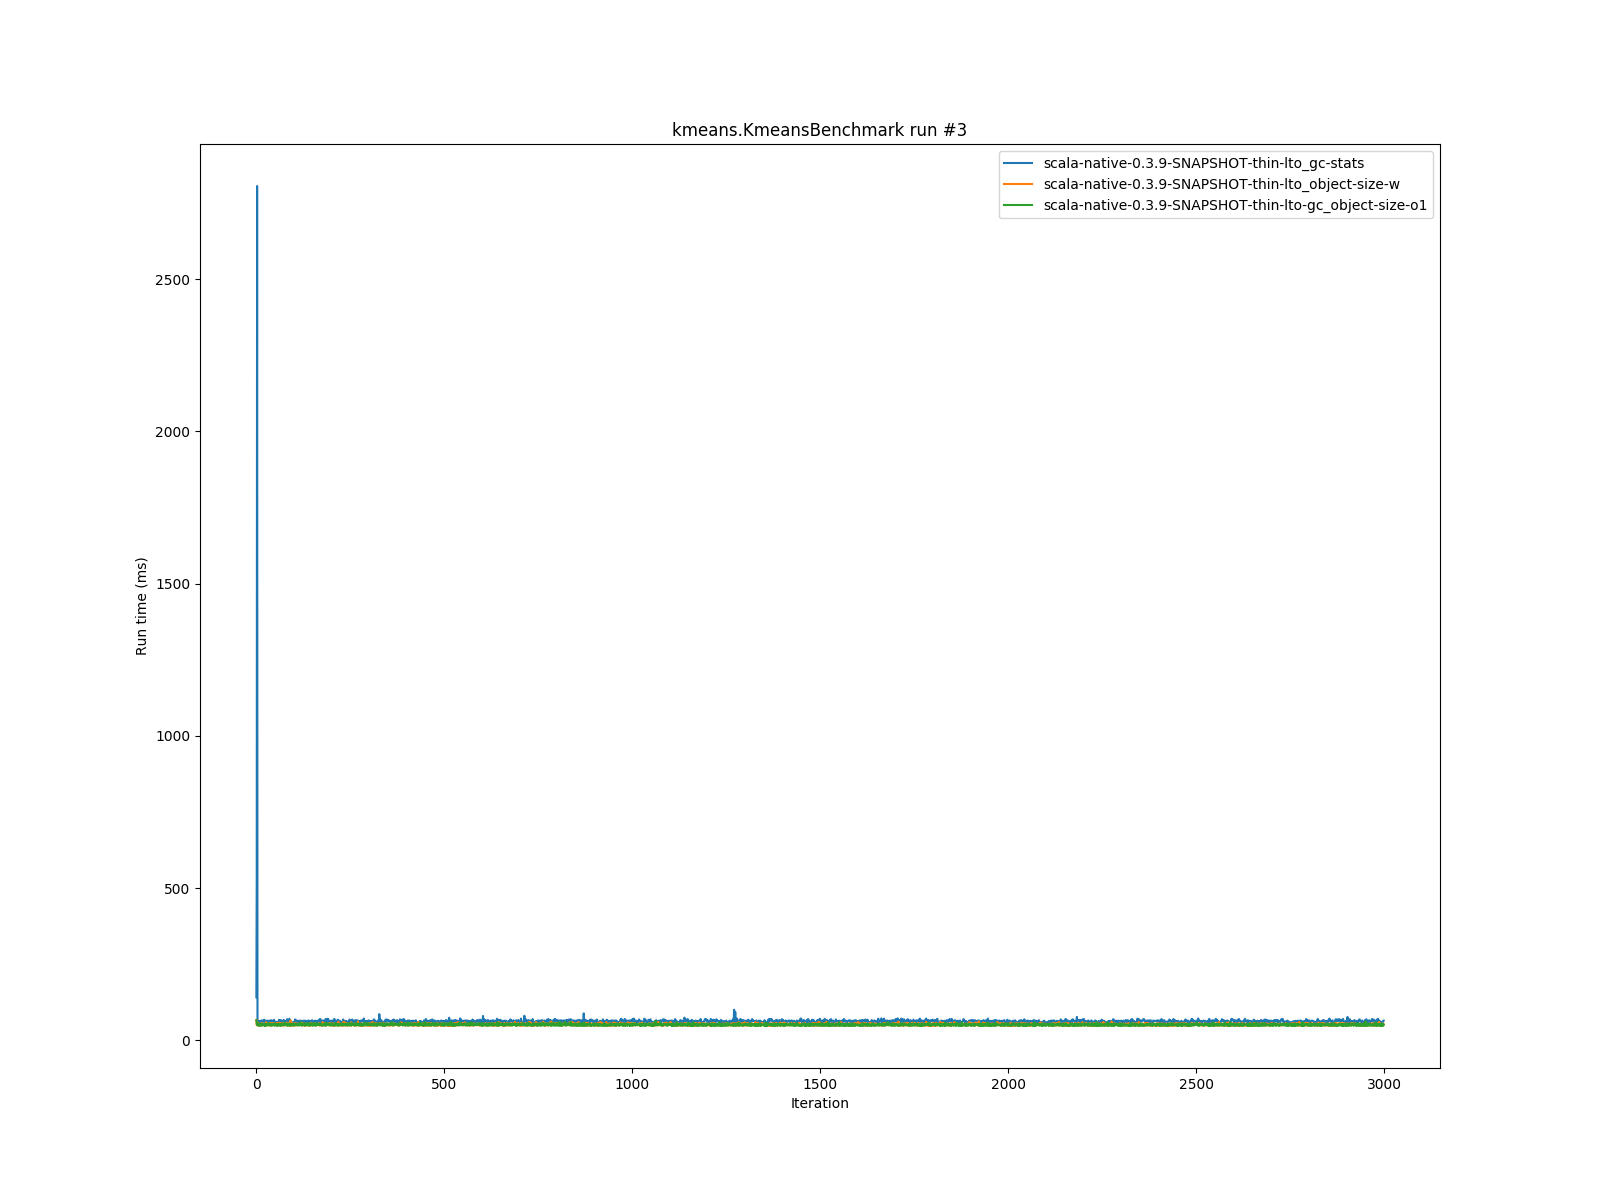 kmeans.KmeansBenchmark run #3
scala-native-0.3.9-SNAPSHOT-thin-lto_gc-stats
scala-native-0.3.9-SNAPSHOT-thin-lto_object-size-w
scala-native-0.3.9-SNAPSHOT-thin-lto-gc_object-size-o1
2500
2000
1500
1000
500
0
Run time (ms)
0 500 1000 1500 2000 2500 3000
Iteration